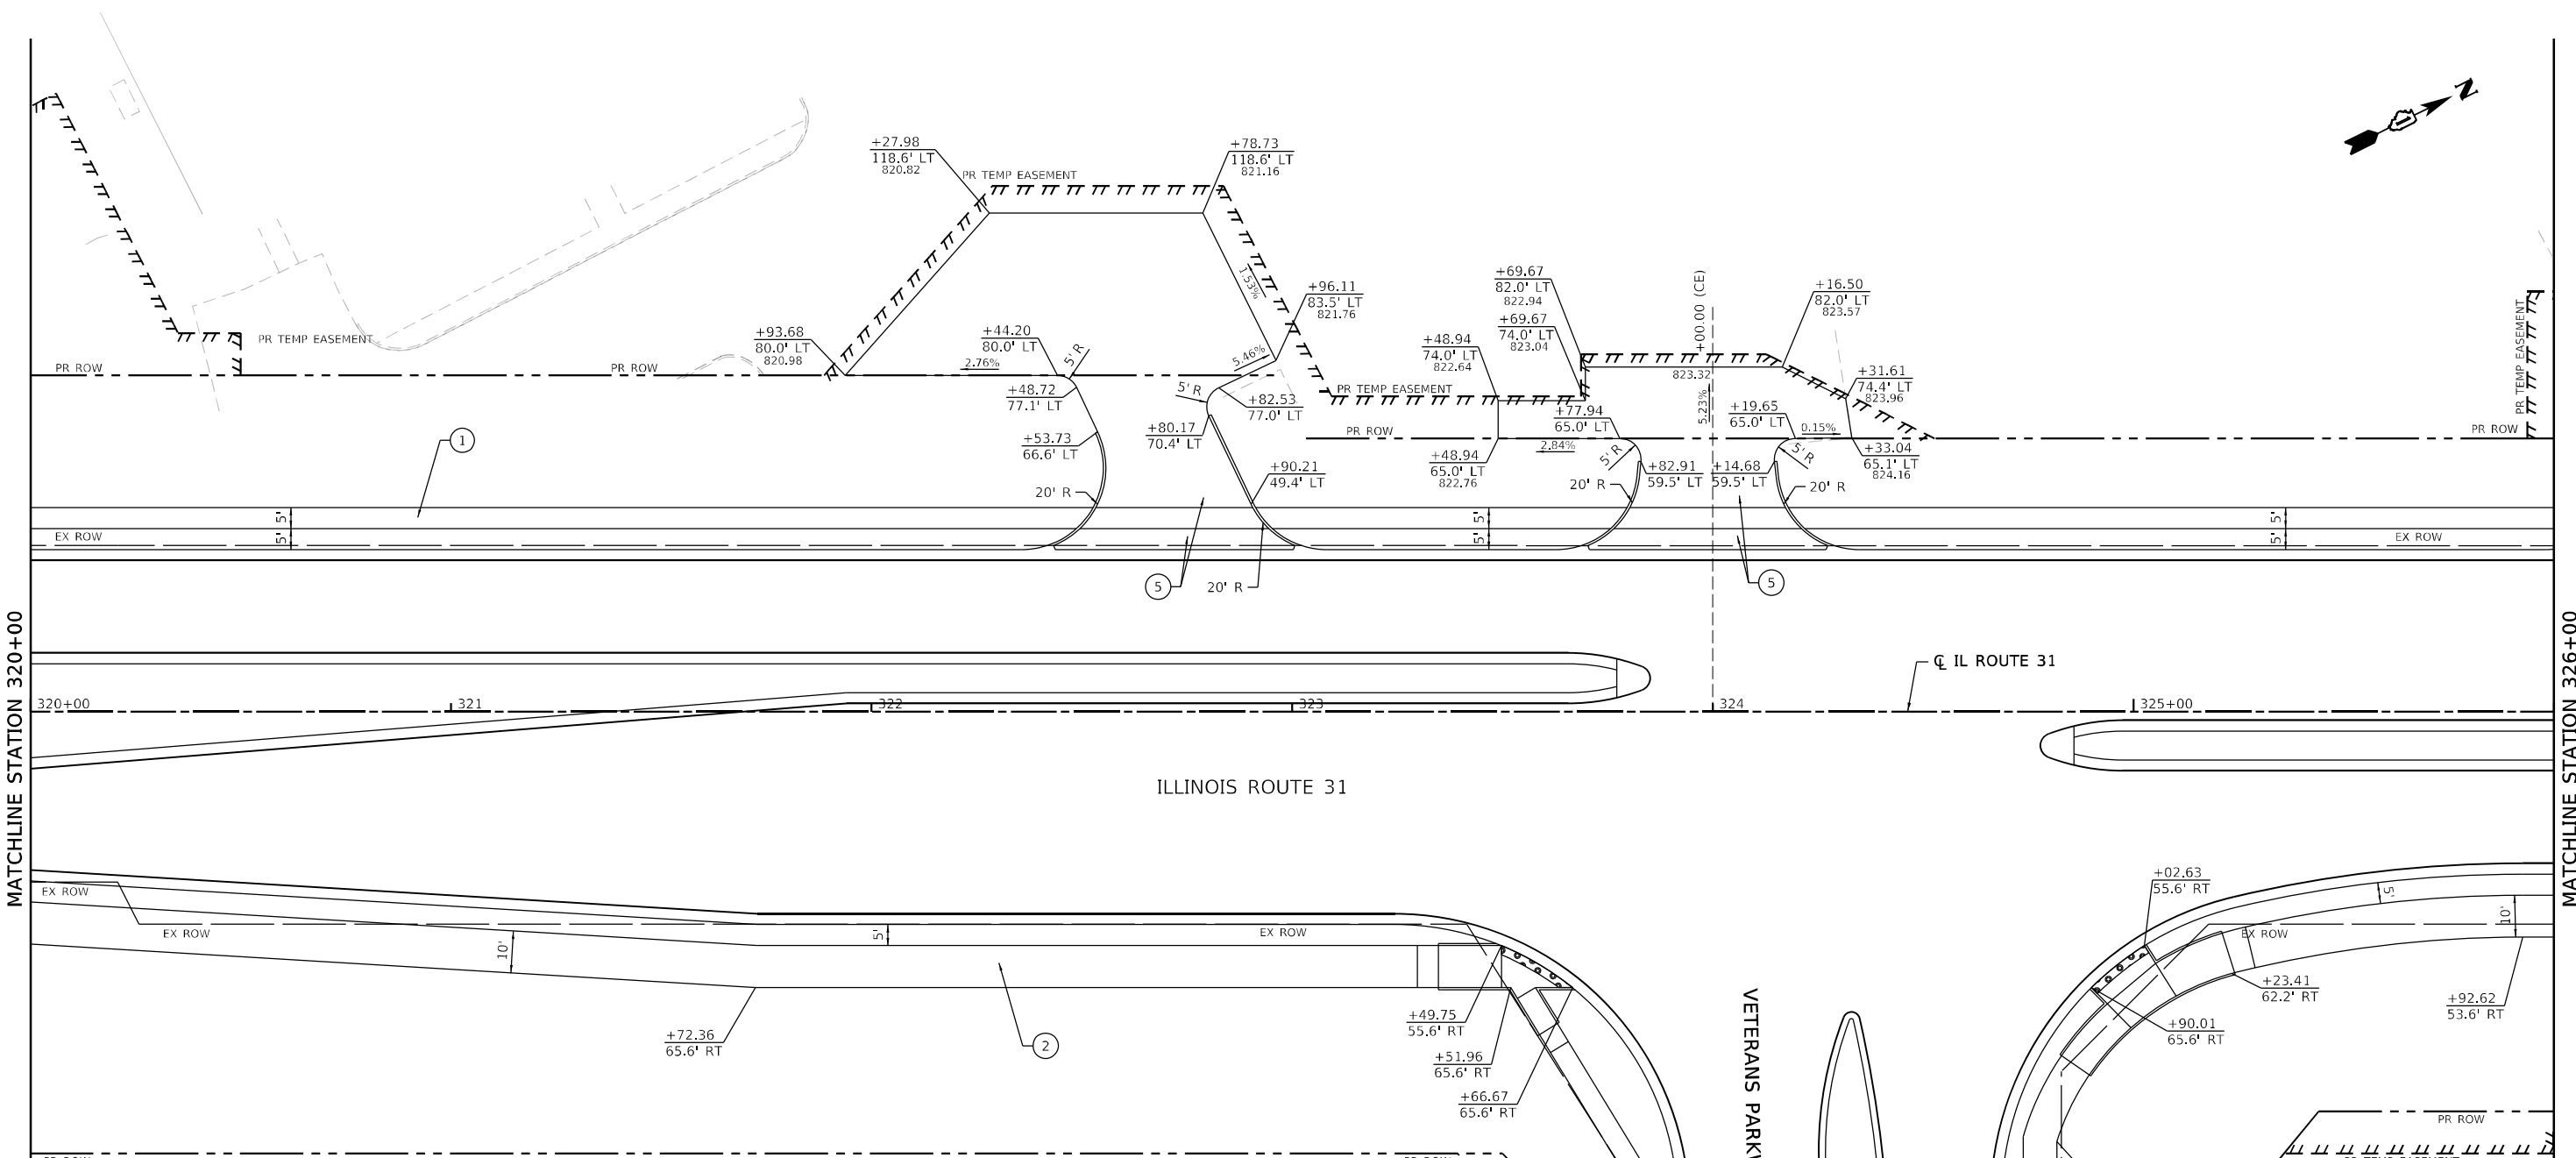 N
+27.98
118.6' LT
820.82
+78.73
118.6' LT
821.16
PR TEMP EASEMENT
1.53%
+96.11
83.5' LT
821.76
+69.67
82.0' LT
822.94
+69.67
74.0' LT
823.04
+00.00 (CE)
+16.50
82.0' LT
823.57
PR TEMP EASEMENT
+93.68
80.0' LT
820.98
+44.20
80.0' LT
5' R
5.46%
+48.94
74.0' LT
822.64
PR TEMP EASEMENT
PR ROW
PR ROW
2.76%
+48.72
77.1' LT
5' R
+82.53
77.0' LT
PR TEMP EASEMENT
823.32
5.23%
+31.61
74.4' LT
823.96
+77.94
65.0' LT
+19.65
65.0' LT
0.15%
+53.73
66.6' LT
+80.17
70.4' LT
PR ROW
2.84%
PR ROW
1
+90.21
49.4' LT
+48.94
65.0' LT
822.76
5' R
+82.91
59.5' LT
+14.68
59.5' LT
5' R
+33.04
65.1' LT
824.16
20' R
20' R
20' R
5'
5'
5'
5'
5'
5'
EX ROW
EX ROW
5
20' R
5
MATCHLINE STATION 320+00
MATCHLINE STATION 326+00
℄ IL ROUTE 31
320+00
321
322
323
324
325+00
ILLINOIS ROUTE 31
EX ROW
EX ROW
10'
5'
EX ROW
+02.63
55.6' RT
5'
10'
EX ROW
+23.41
62.2' RT
+92.62
53.6' RT
+90.01
65.6' RT
+72.36
65.6' RT
2
+49.75
55.6' RT
+51.96
65.6' RT
+66.67
65.6' RT
VETERANS PARKW
PR ROW
PR ROW
PR ROW
PR TEMP EASEMENT